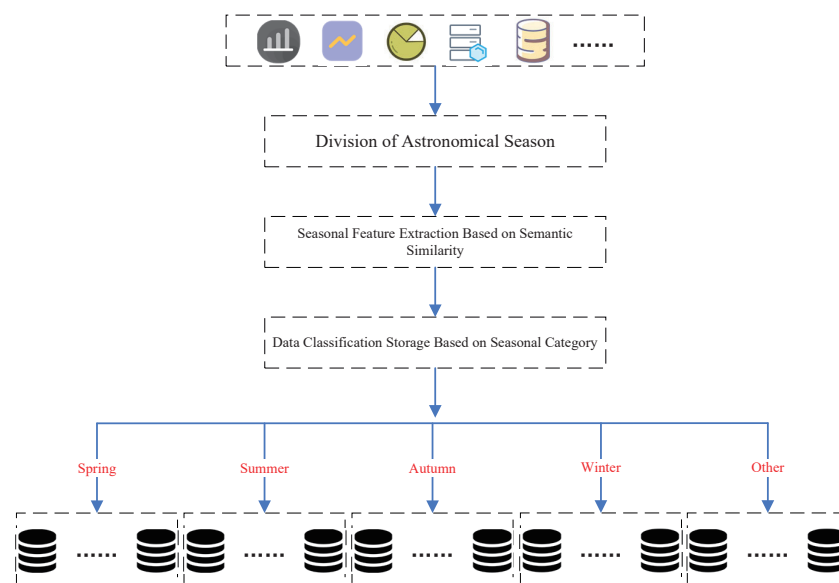 ......
Division of Astronomical Season
Seasonal Feature Extraction Based on Semantic
Similarity
Data Classification Storage Based on Seasonal Category
Spring
Summer
Autumn
Winter
Other
......
......
......
......
......